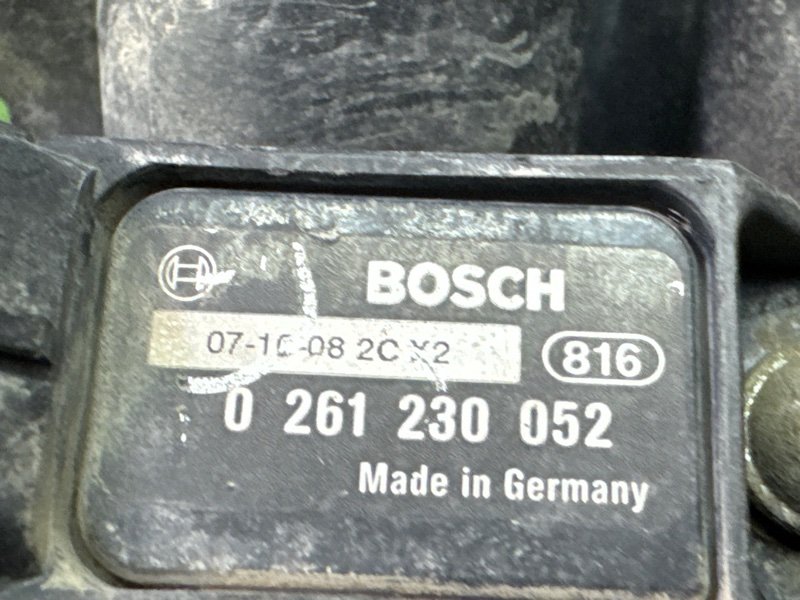 BOSCH
07-10-08 2C X2
816
0 261 230 052
Made in Germany